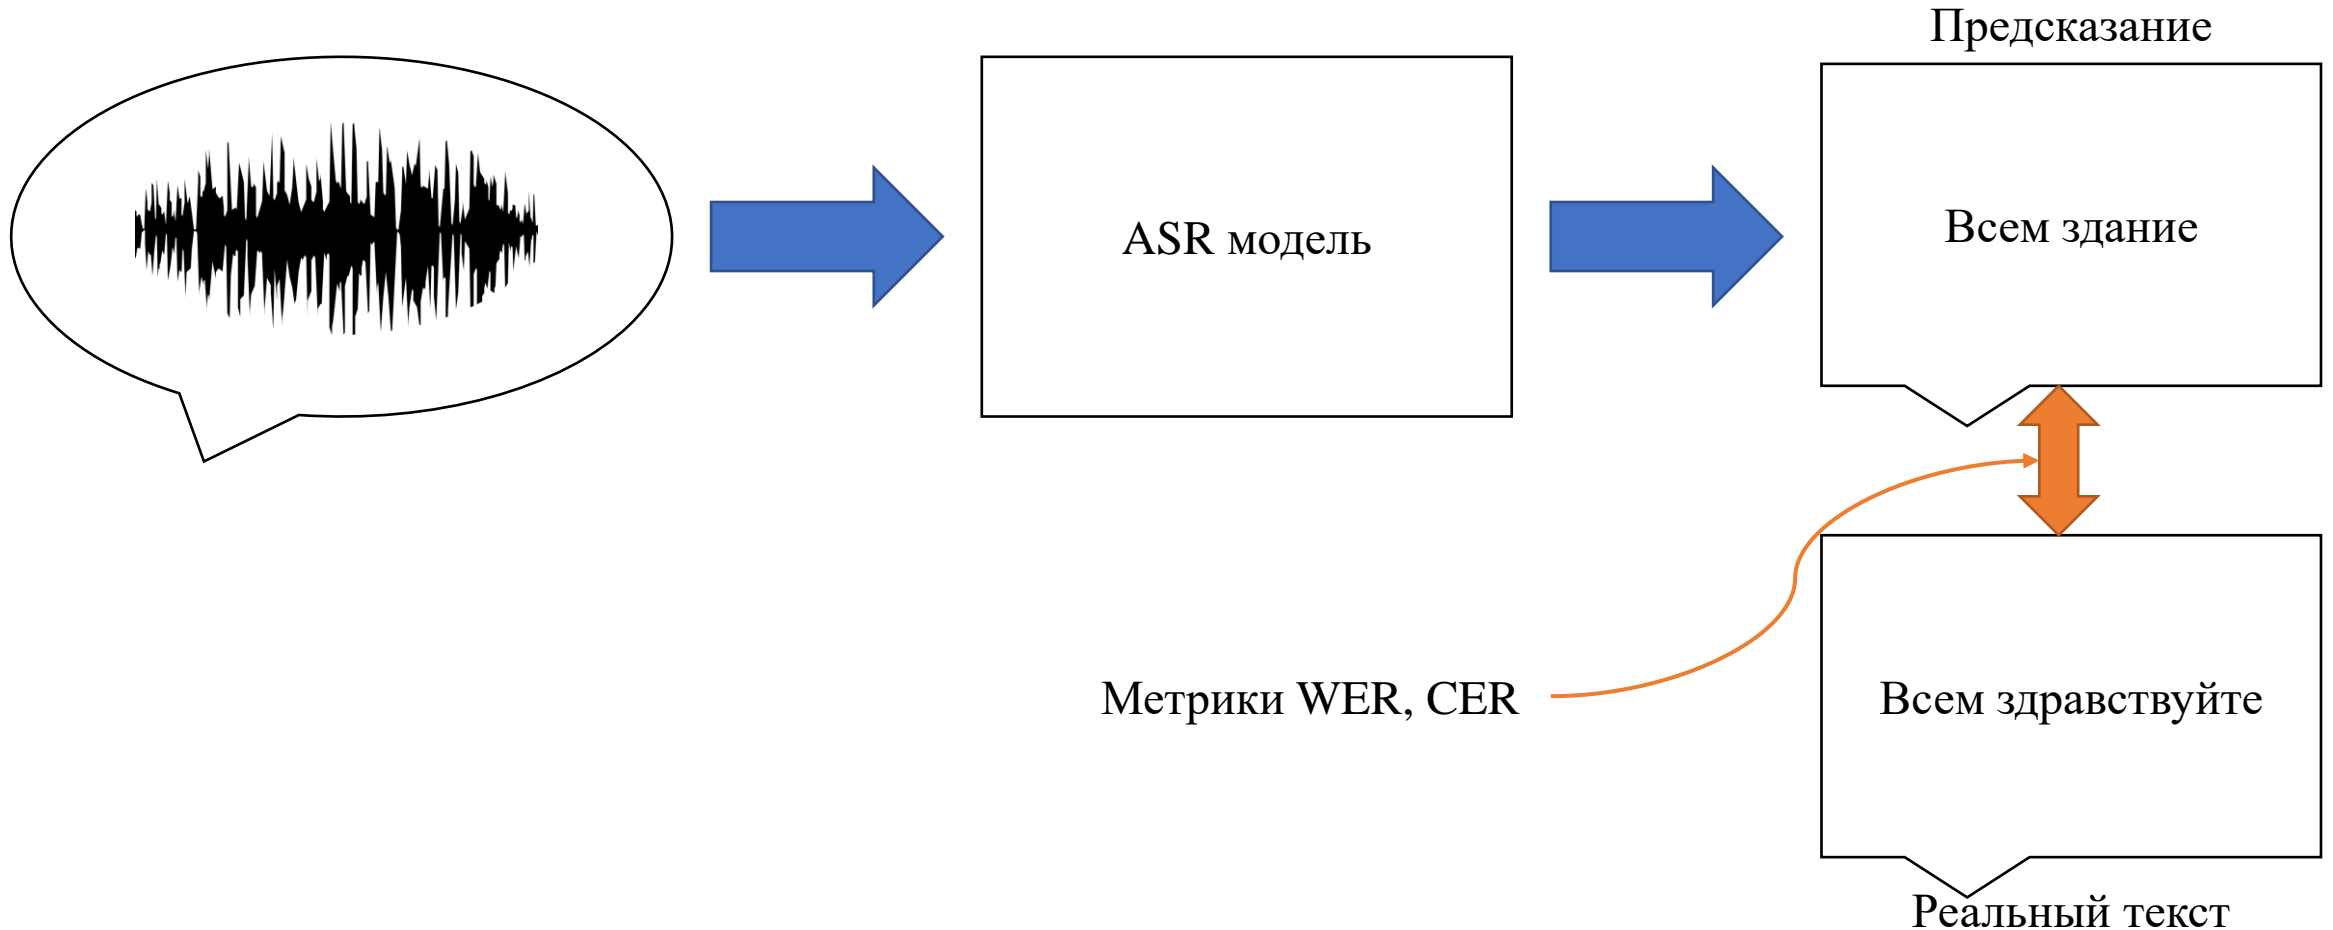 Предсказание
ASR модель
Всем здание
Метрики WER, CER
Всем здравствуйте
Реальный текст